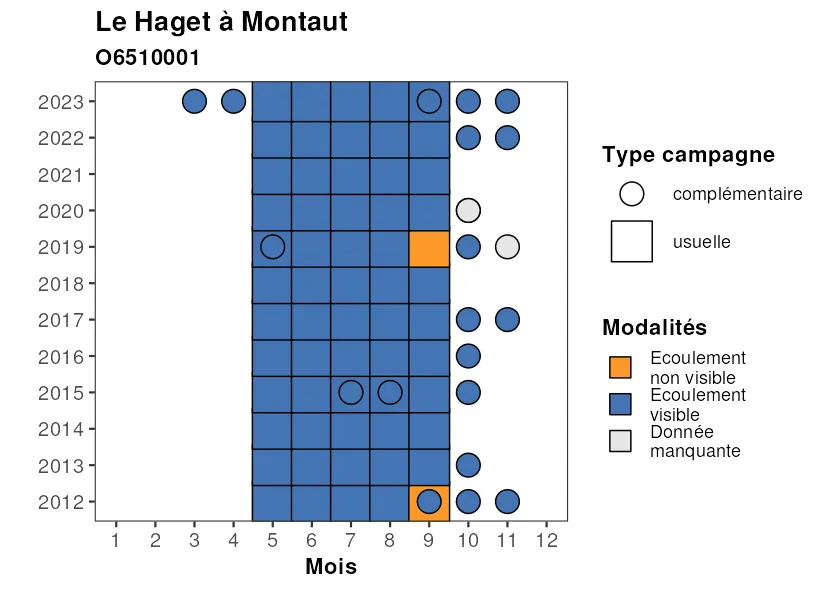 Le Haget à Montaut
O6510001
2023
2022
2021
2020
2019
2018
2017
2016
2015
2014
2013
2012
1 2 3 4 5 6 7 8 9 10 11 12
Mois
Type campagne
complémentaire
usuelle
Modalités
Ecoulement
non visible
Ecoulement
visible
Donnée
manquante